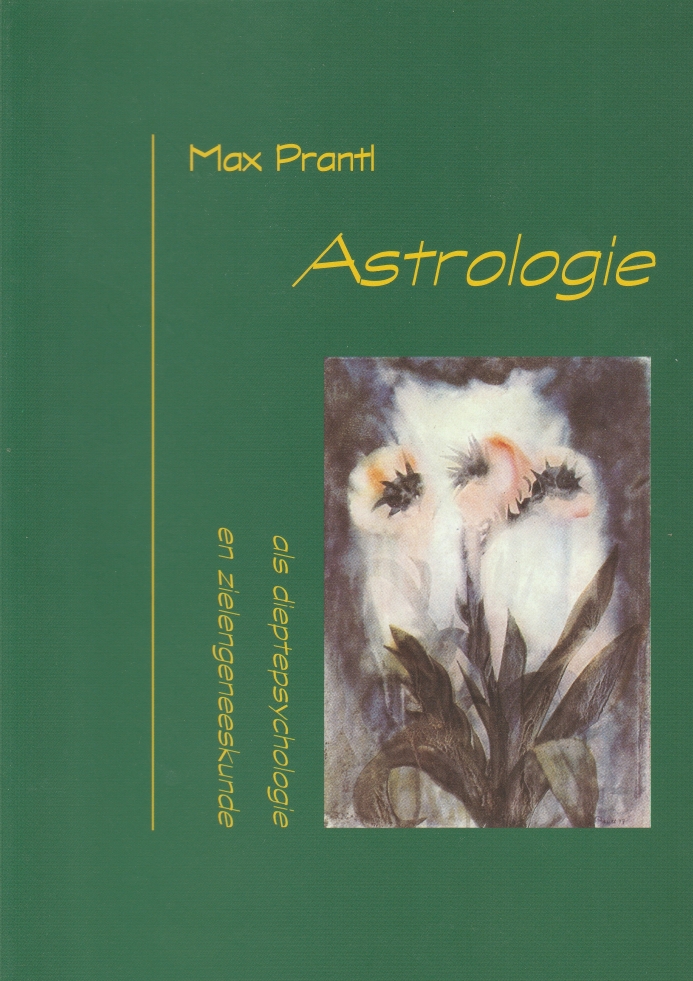 Max Prantl
Astrologie
als dieptepsychologie
en zielengeneeskunde